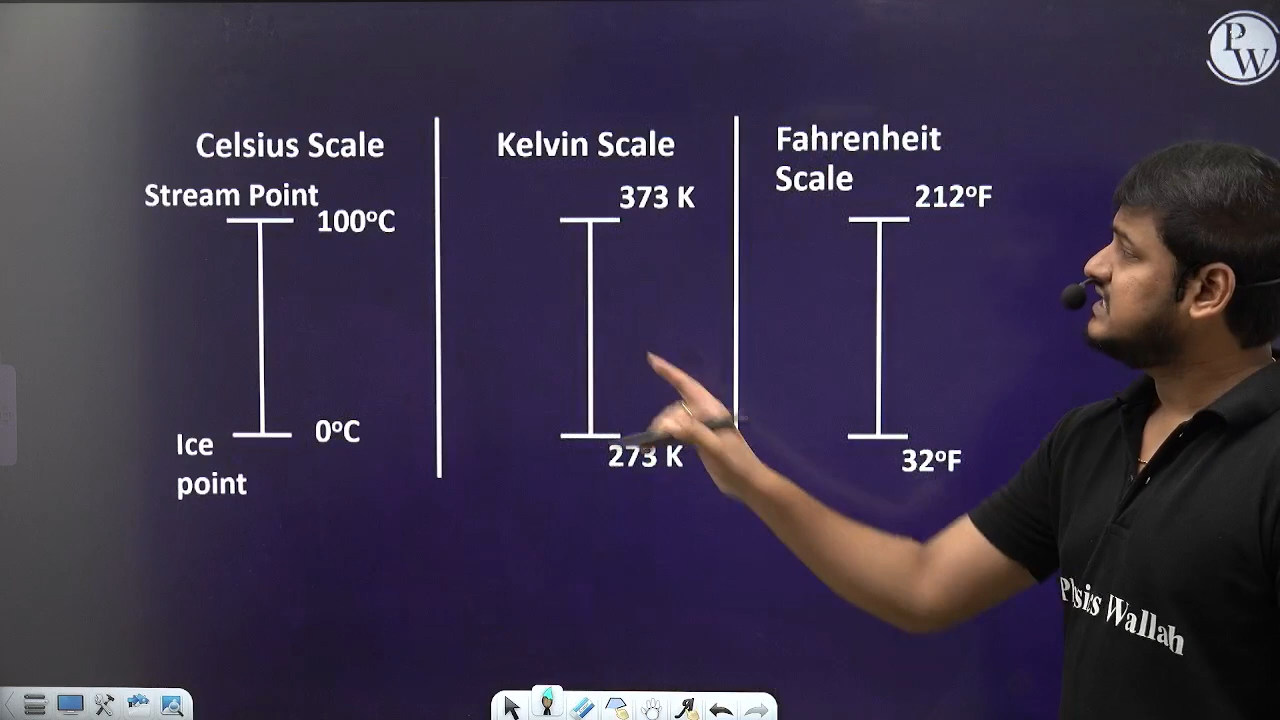 PW
Celsius Scale
Stream Point
100°C
Ice
point
0°C
Kelvin Scale
373 K
273 K
Fahrenheit
Scale
212°F
32°F
Physics Wallah